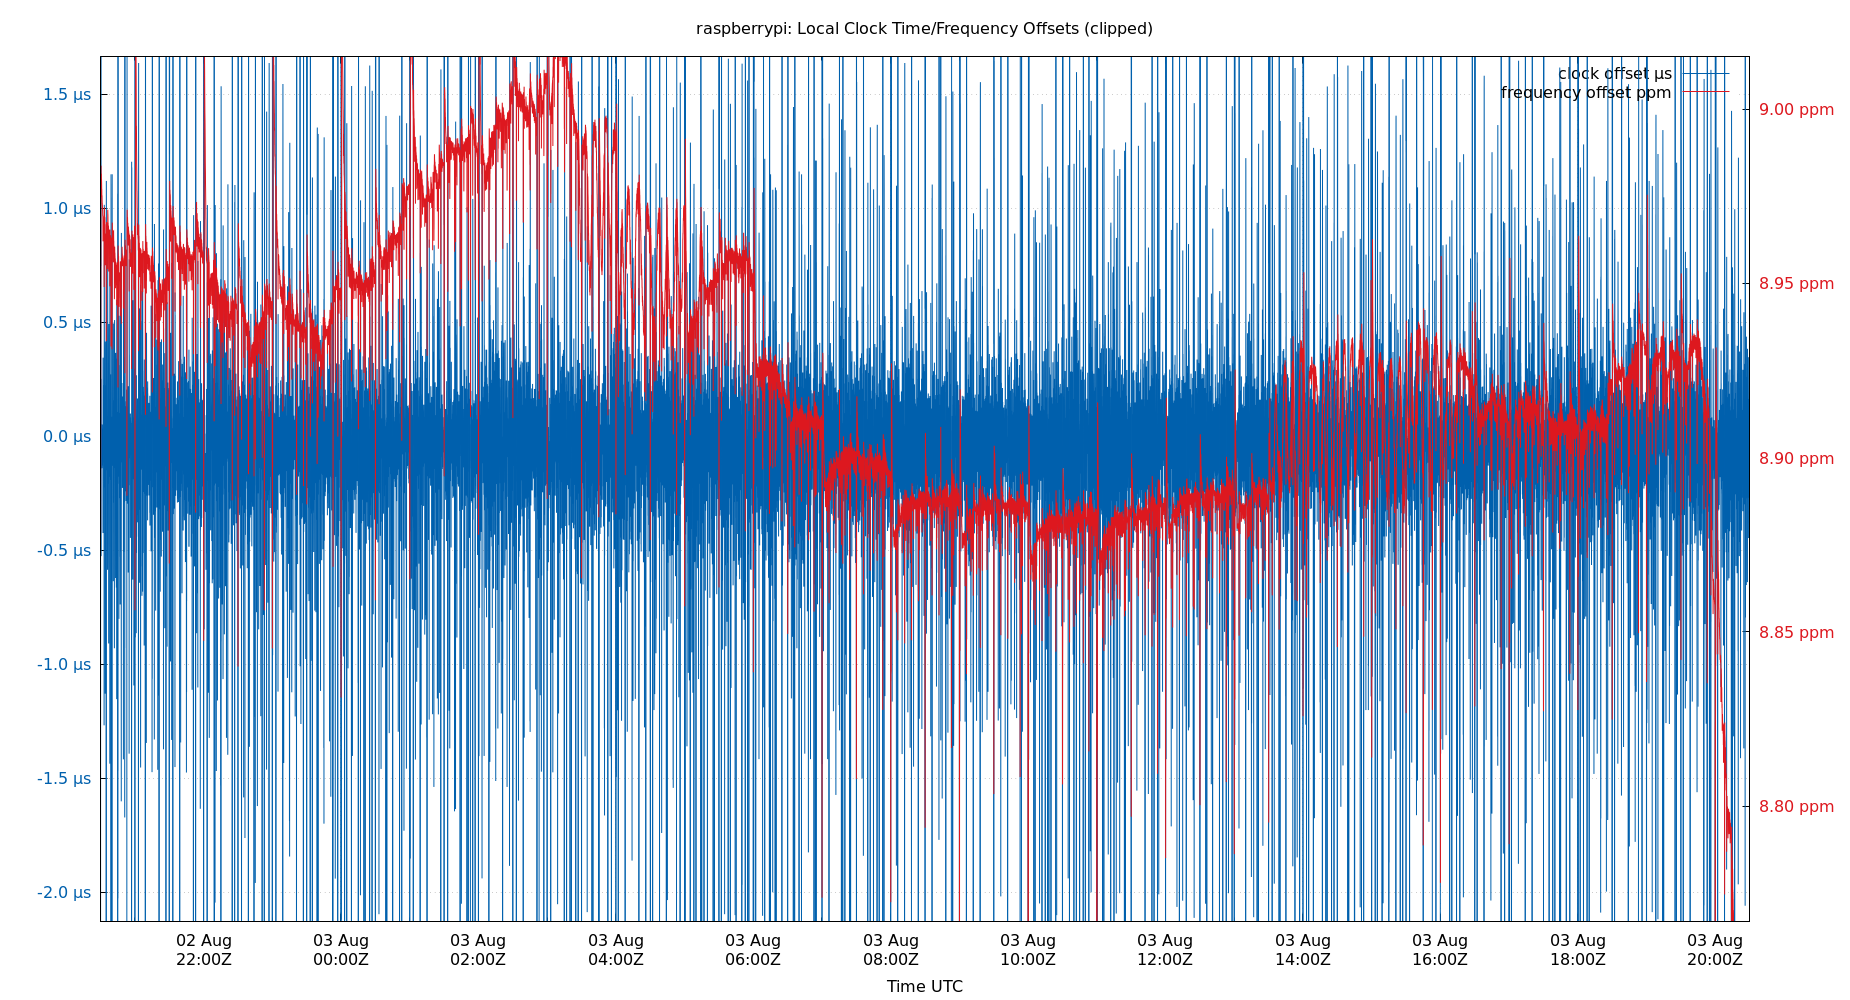 raspberrypi: Local Clock Time/Frequency Offsets (clipped)
clock offset µs
frequency offset ppm
1.5 µs
1.0 µs
0.5 µs
0.0 µs
-0.5 µs
-1.0 µs
-1.5 µs
-2.0 µs
9.00 ppm
8.95 ppm
8.90 ppm
8.85 ppm
8.80 ppm
02 Aug
22:00Z
03 Aug
00:00Z
03 Aug
02:00Z
03 Aug
04:00Z
03 Aug
06:00Z
03 Aug
08:00Z
03 Aug
10:00Z
03 Aug
12:00Z
03 Aug
14:00Z
03 Aug
16:00Z
03 Aug
18:00Z
03 Aug
20:00Z
Time UTC